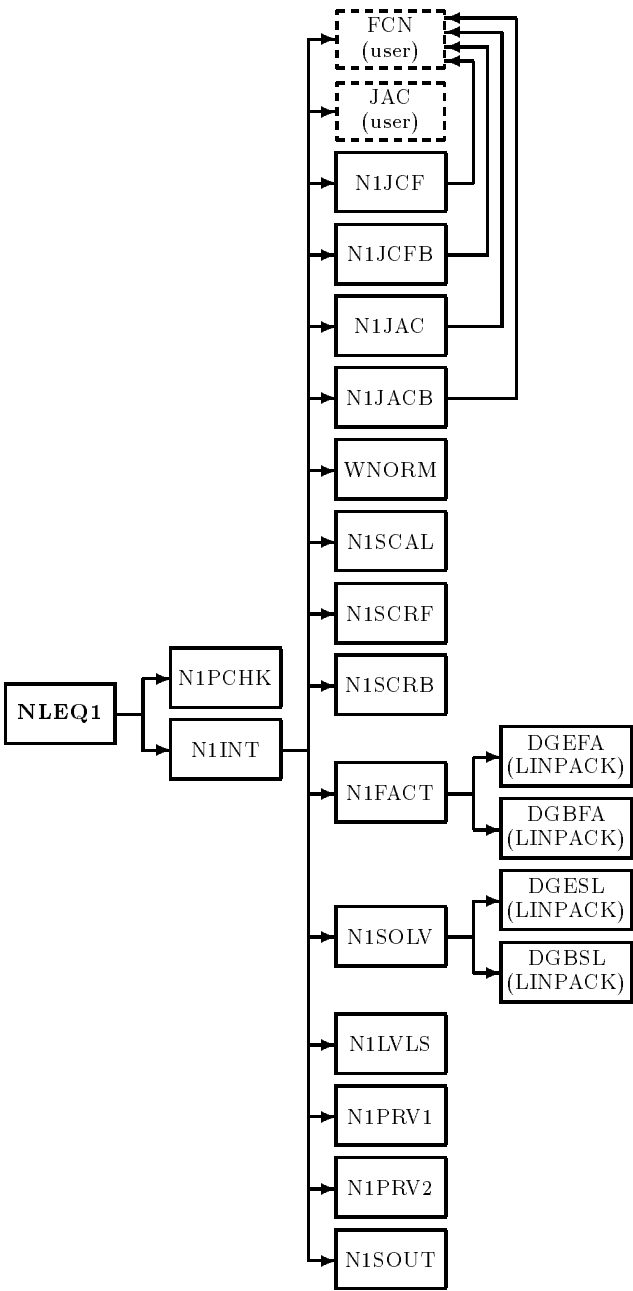 FCN
(user)
JAC
(user)
N1JCF
N1JCFB
N1JAC
N1JACB
WNORM
N1SCAL
N1SCRF
N1SCRB
N1PCHK
NLEQ1
N1INT
DGEFA
(LINPACK)
N1FACT
DGBFA
(LINPACK)
DGESL
(LINPACK)
N1SOLV
DGBSL
(LINPACK)
N1LVLS
N1PRV1
N1PRV2
N1SOUT